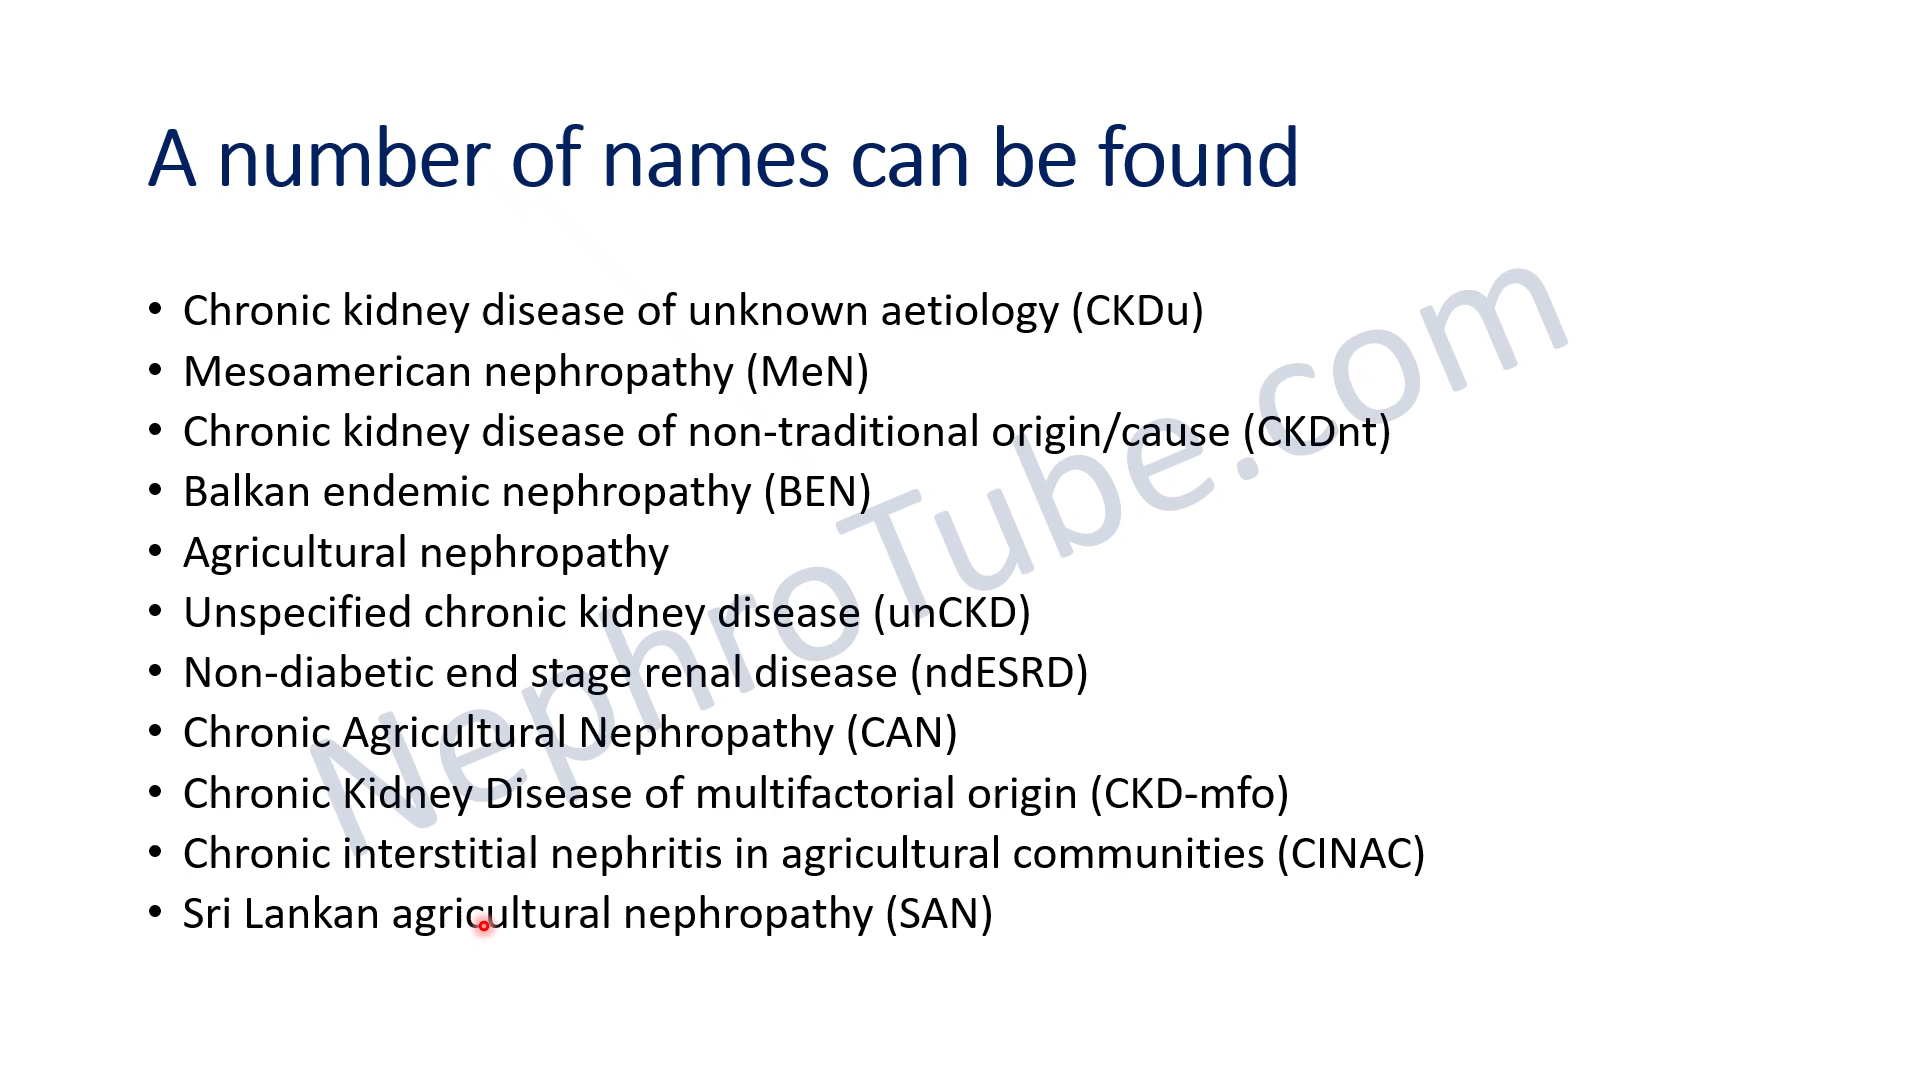 A number of names can be found
• Chronic kidney disease of unknown aetiology (CKDu)
• Mesoamerican nephropathy (MeN)
• Chronic kidney disease of non-traditional origin/cause (CKDnt)
• Balkan endemic nephropathy (BEN)
• Agricultural nephropathy
• Unspecified chronic kidney disease (unCKD)
• Non-diabetic end stage renal disease (ndESRD)
• Chronic Agricultural Nephropathy (CAN)
• Chronic Kidney Disease of multifactorial origin (CKD-mfo)
• Chronic interstitial nephritis in agricultural communities (CINAC)
• Sri Lankan agricultural nephropathy (SAN)
NephroTube.com